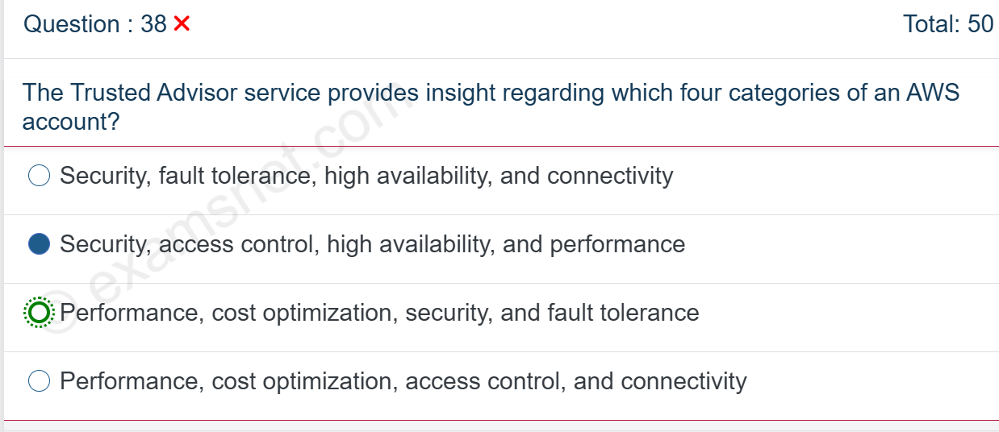 Question : 38 Total: 50
The Trusted Advisor service provides insight regarding which four categories of an AWS
account?
Security, fault tolerance, high availability, and connectivity
Security, access control, high availability, and performance
Performance, cost optimization, security, and fault tolerance
Performance, cost optimization, access control, and connectivity
© examsnet.com